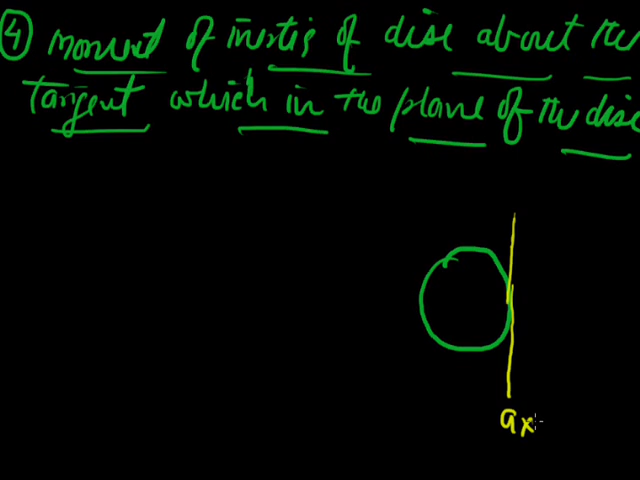 4 moment of inertia of disc about the
tangent which in the plane of the disc
ax